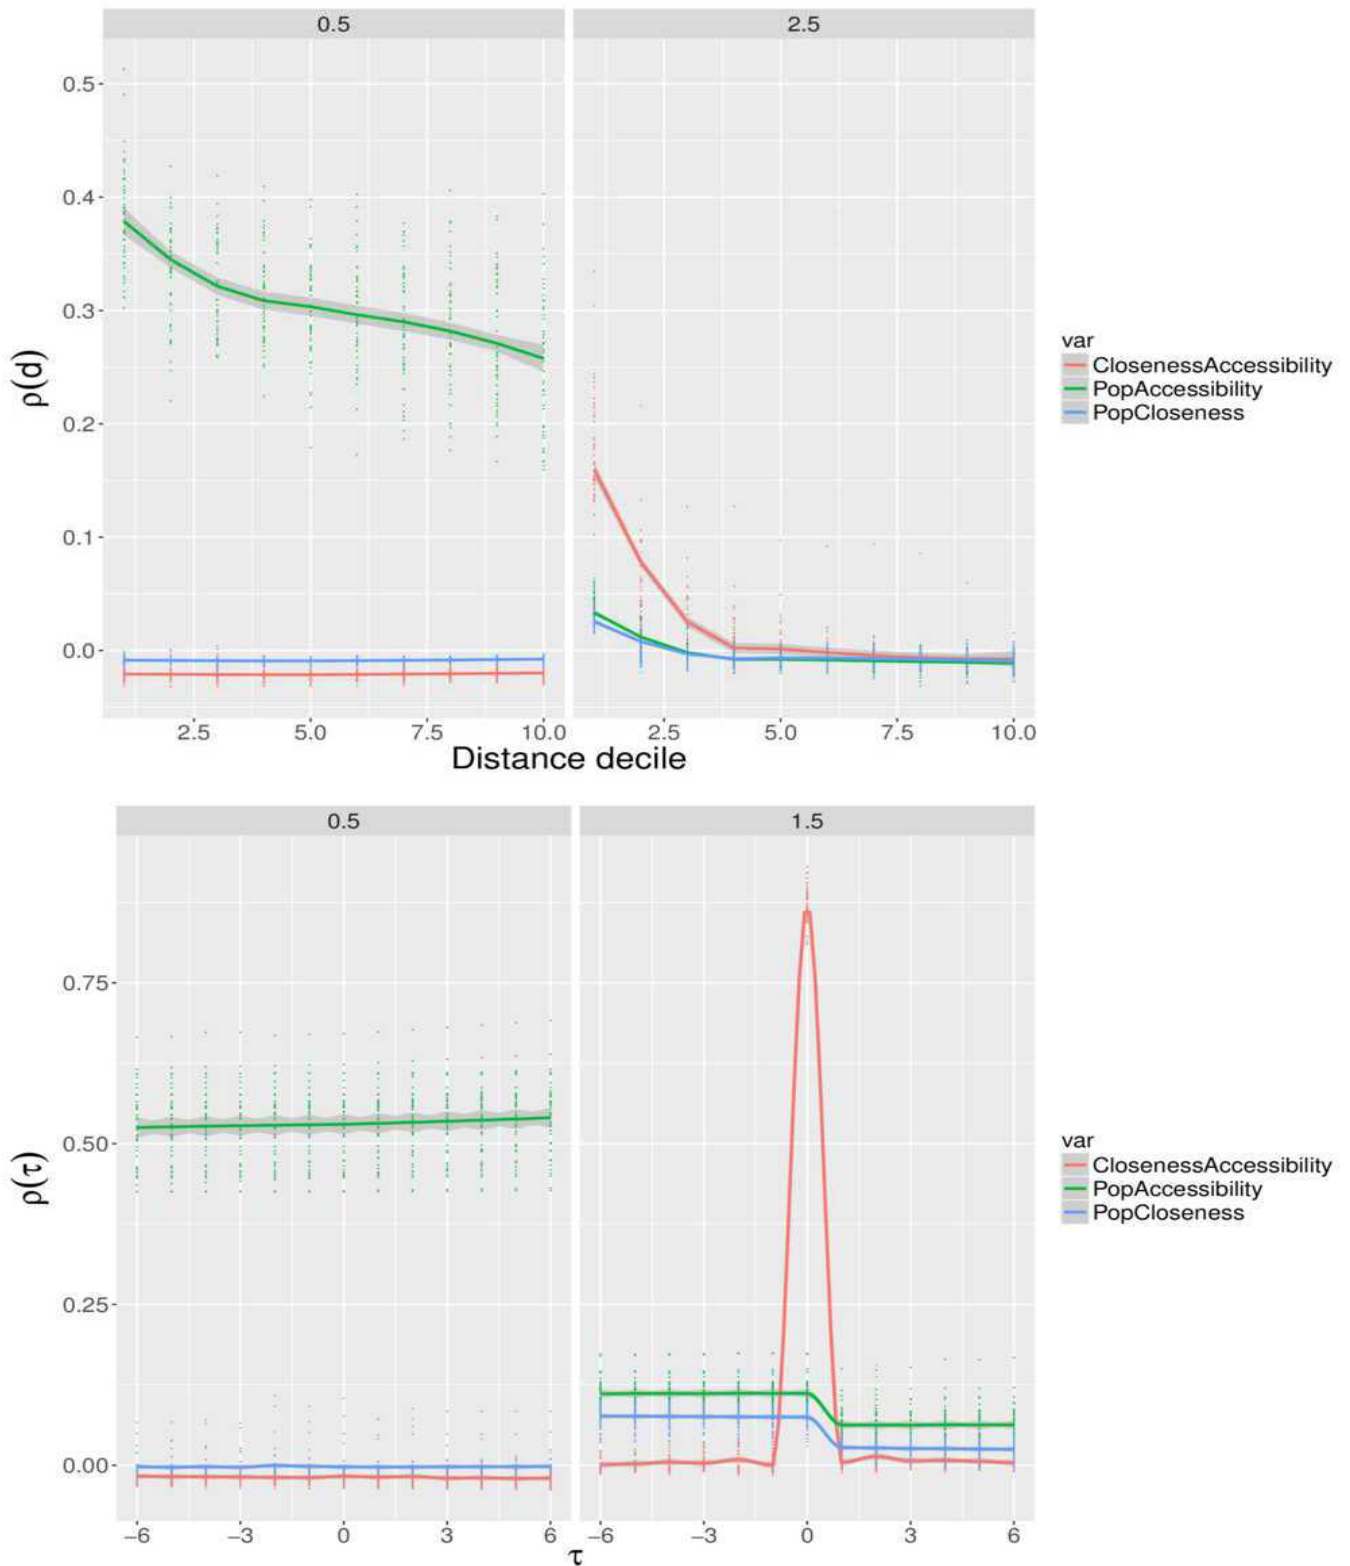 0.5 2.5
0.5
0.4
0.3
0.2
0.1
0.0
ρ(d)
2.5 5.0 7.5 10.0 2.5 5.0 7.5 10.0
Distance decile
var
ClosenessAccessibility
PopAccessibility
PopCloseness
0.5 1.5
0.75
0.50
0.25
0.00
ρ(τ)
−6 −3 0 3 6 −6 −3 0 3 6
τ
var
ClosenessAccessibility
PopAccessibility
PopCloseness